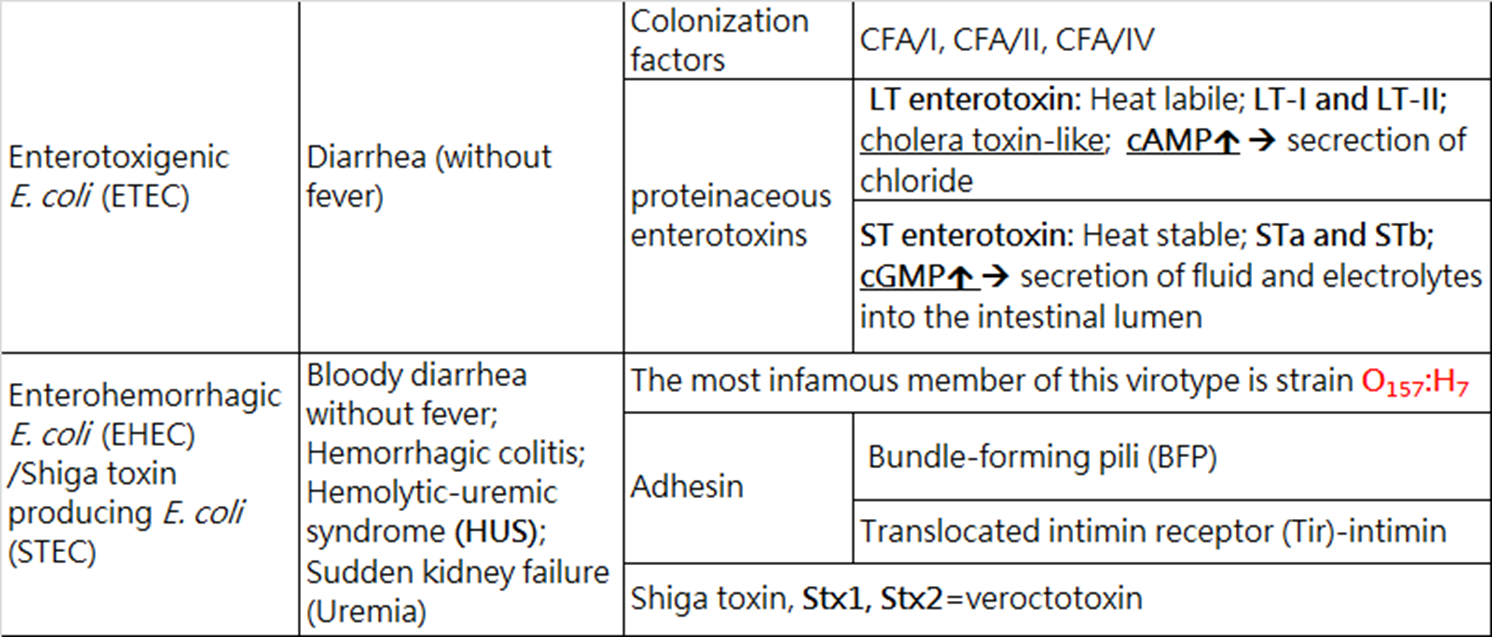 Colonization
factors
CFA/I, CFA/II, CFA/IV
Enterotoxigenic
E. coli (ETEC)
Diarrhea (without
fever)
proteinaceous
enterotoxins
LT enterotoxin: Heat labile; LT-I and LT-II;
cholera toxin-like; cAMP↑ → secrection of
chloride
ST enterotoxin: Heat stable; STa and STb;
cGMP↑ → secretion of fluid and electrolytes
into the intestinal lumen
Enterohemorrhagic
E. coli (EHEC)
/Shiga toxin
producing E. coli
(STEC)
Bloody diarrhea
without fever;
Hemorrhagic colitis;
Hemolytic-uremic
syndrome (HUS);
Sudden kidney failure
(Uremia)
The most infamous member of this virotype is strain O₁₅₇:H₇
Adhesin
Bundle-forming pili (BFP)
Translocated intimin receptor (Tir)-intimin
Shiga toxin, Stx1, Stx2=veroctotoxin